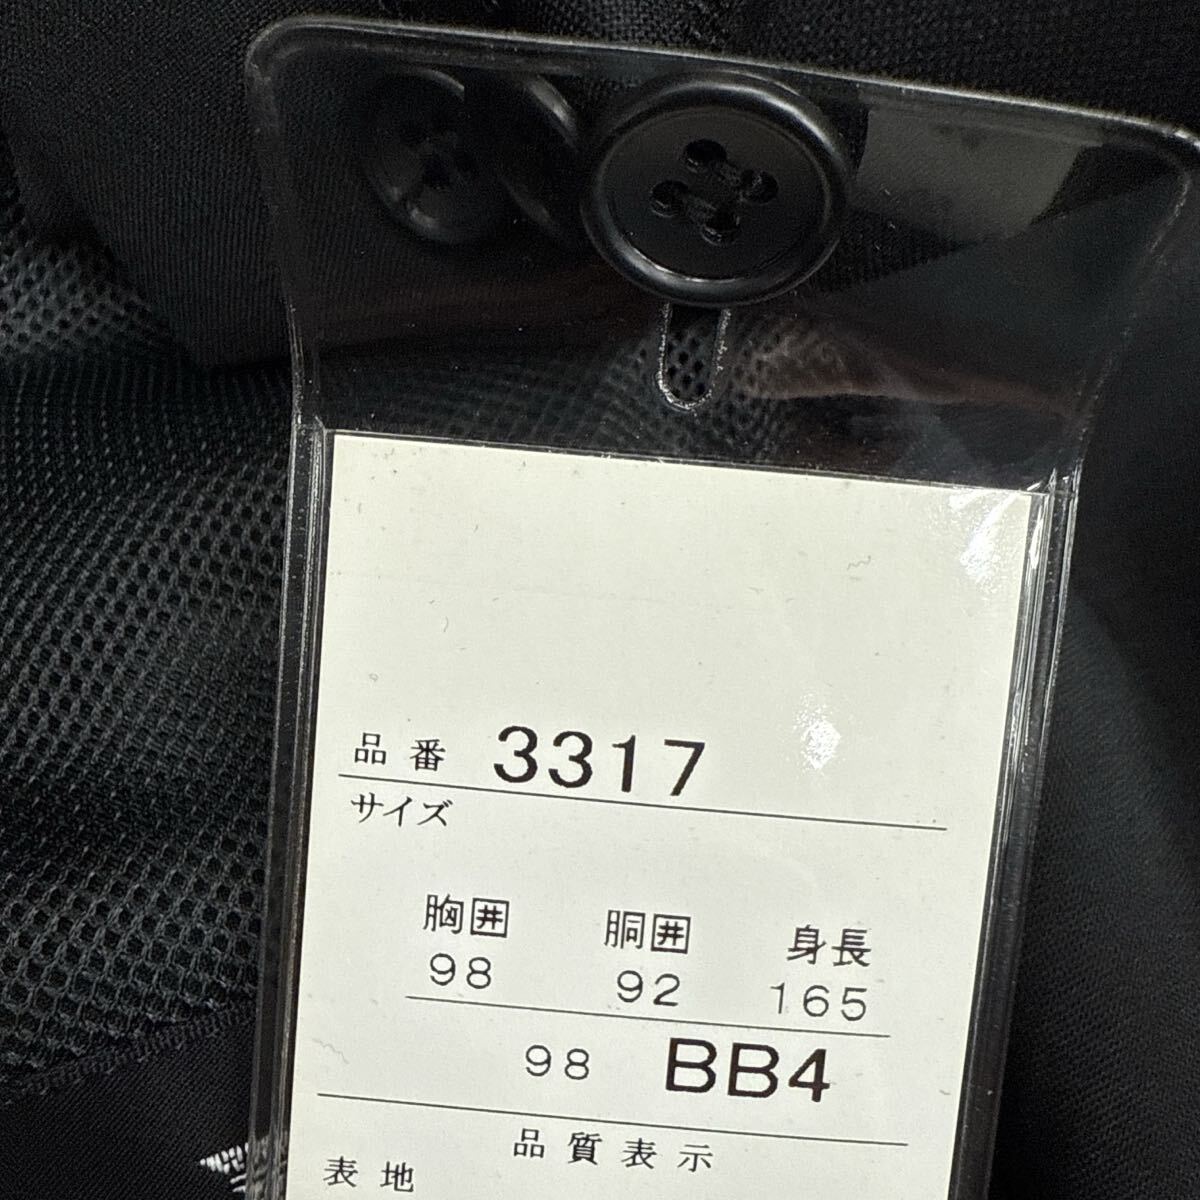 品番 3317
サイズ
胸囲 胴囲 身長
98 92 165
98 BB4
品質表示
表地